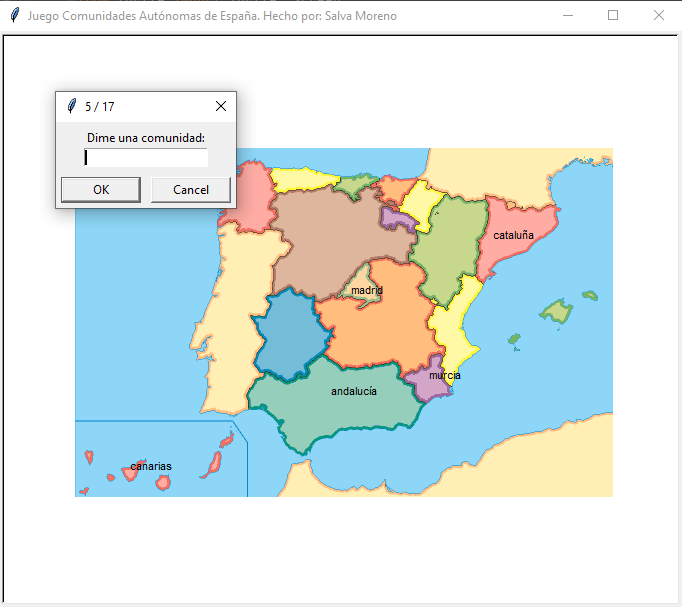 Juego Comunidades Autónomas de España. Hecho por: Salva Moreno
5 / 17
Dime una comunidad:
OK Cancel
cataluña
madrid
murcia
andalucía
canarias